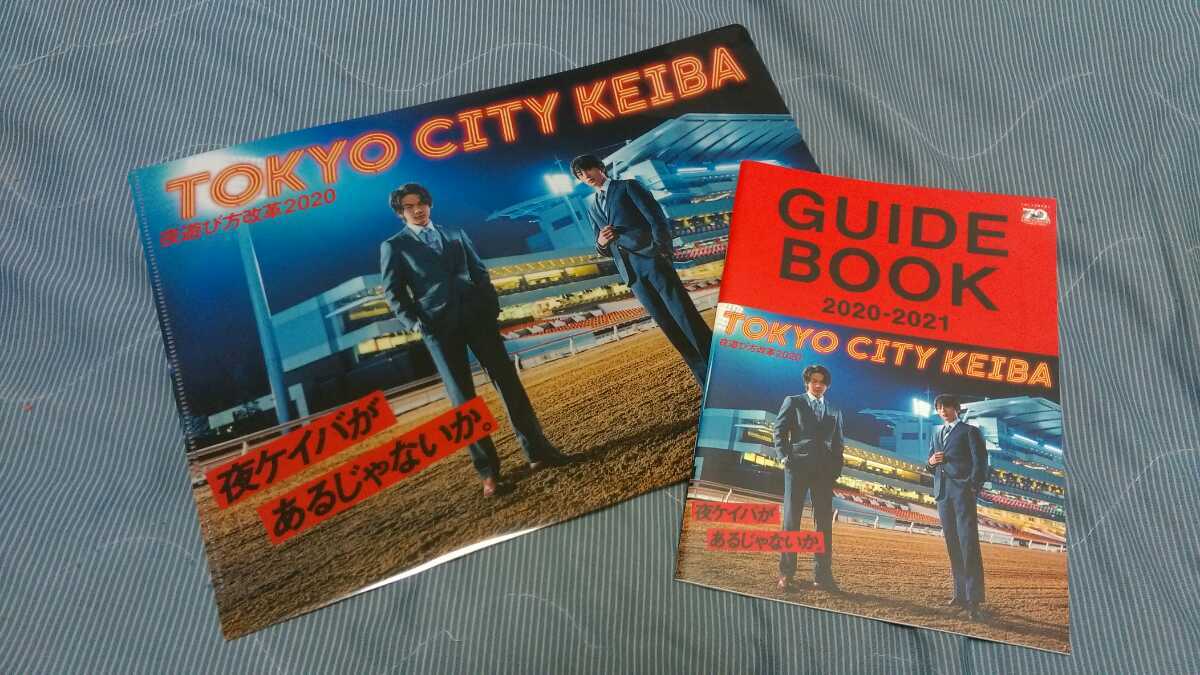 TOKYO CITY KEIBA
夜遊び方改革2020
夜ケイバが
あるじゃないか。
GUIDE
BOOK
2020-2021
TOKYO CITY KEIBA
夜遊び方改革2020
夜ケイバが
あるじゃないか。